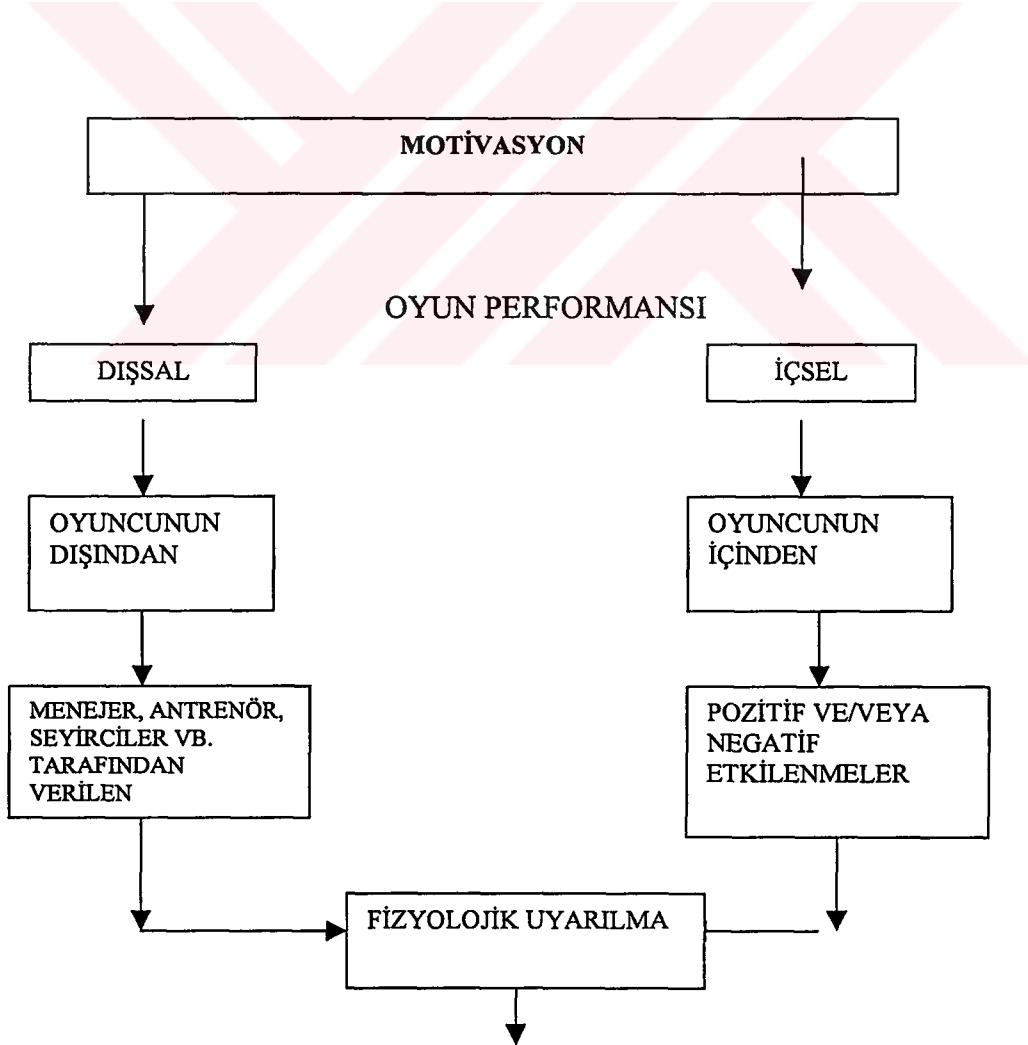 MOTİVASYON
OYUN PERFORMANSI
DIŞSAL
İÇSEL
OYUNCUNUN
DIŞINDAN
OYUNCUNUN
İÇİNDEN
MENEJER, ANTRENÖR,
SEYİRCİLER VB.
TARAFINDAN
VERİLEN
POZİTİF VE/VEYA
NEGATİF
ETKİLENMELER
FİZYOLOJİK UYARILMA